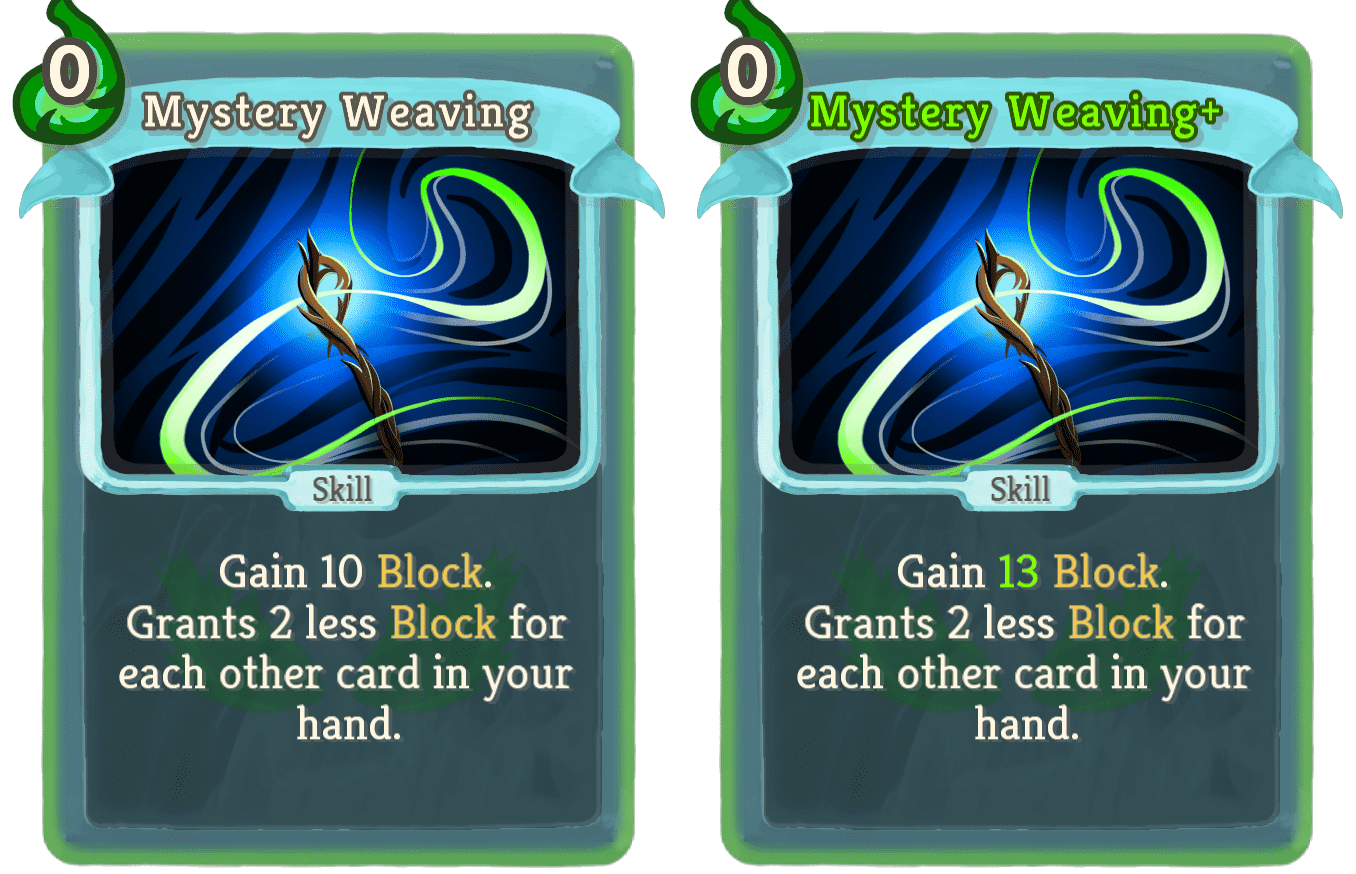 0
Mystery Weaving
Skill
Gain 10 Block.
Grants 2 less Block for
each other card in your
hand.
0
Mystery Weaving+
Skill
Gain 13 Block.
Grants 2 less Block for
each other card in your
hand.